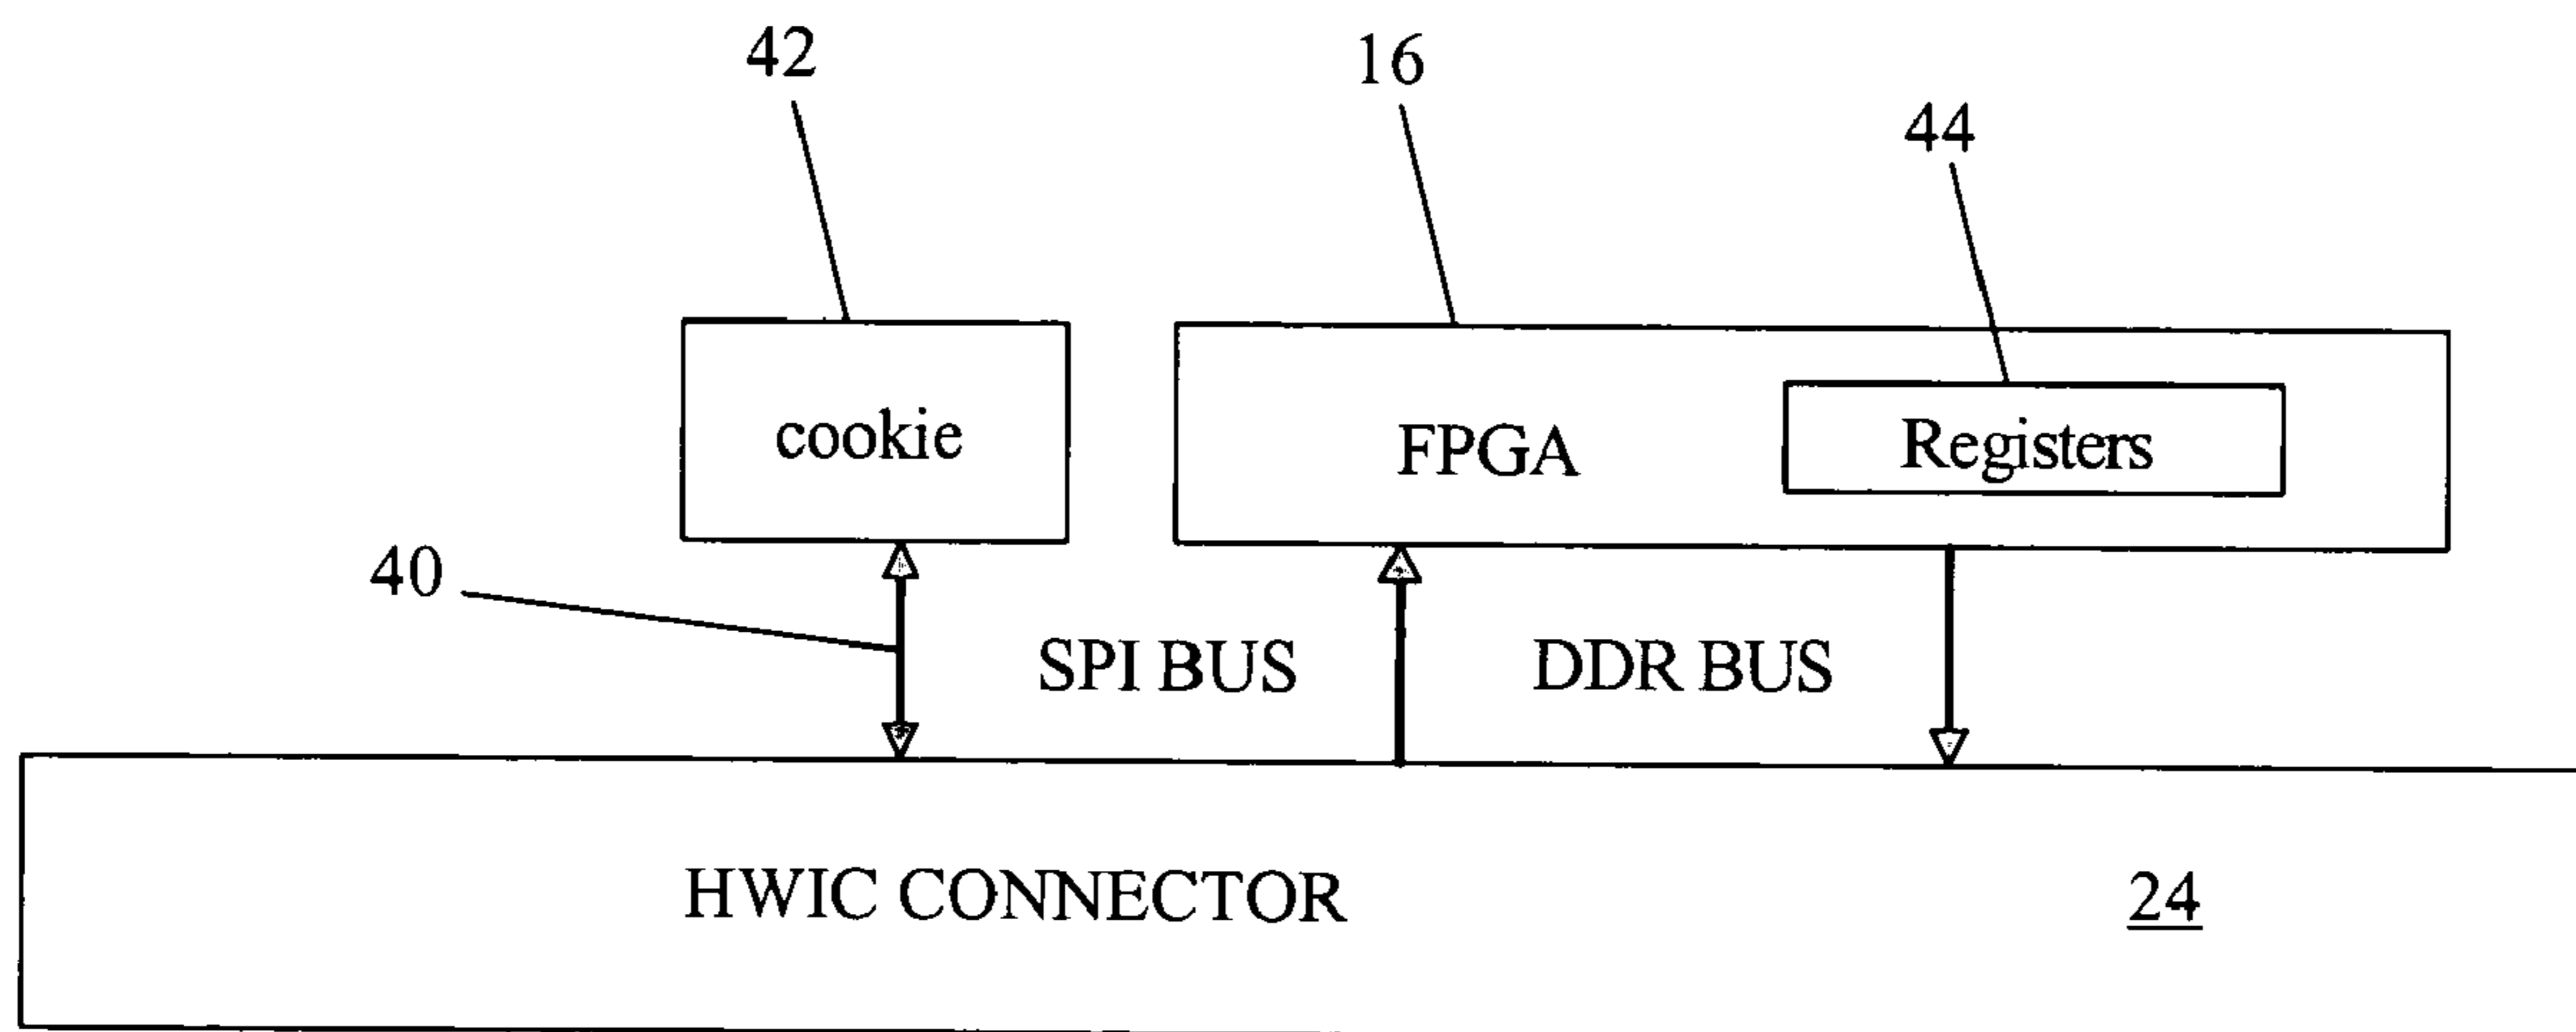 42
16
44
cookie
FPGA
Registers
40
SPI BUS
DDR BUS
HWIC CONNECTOR
24